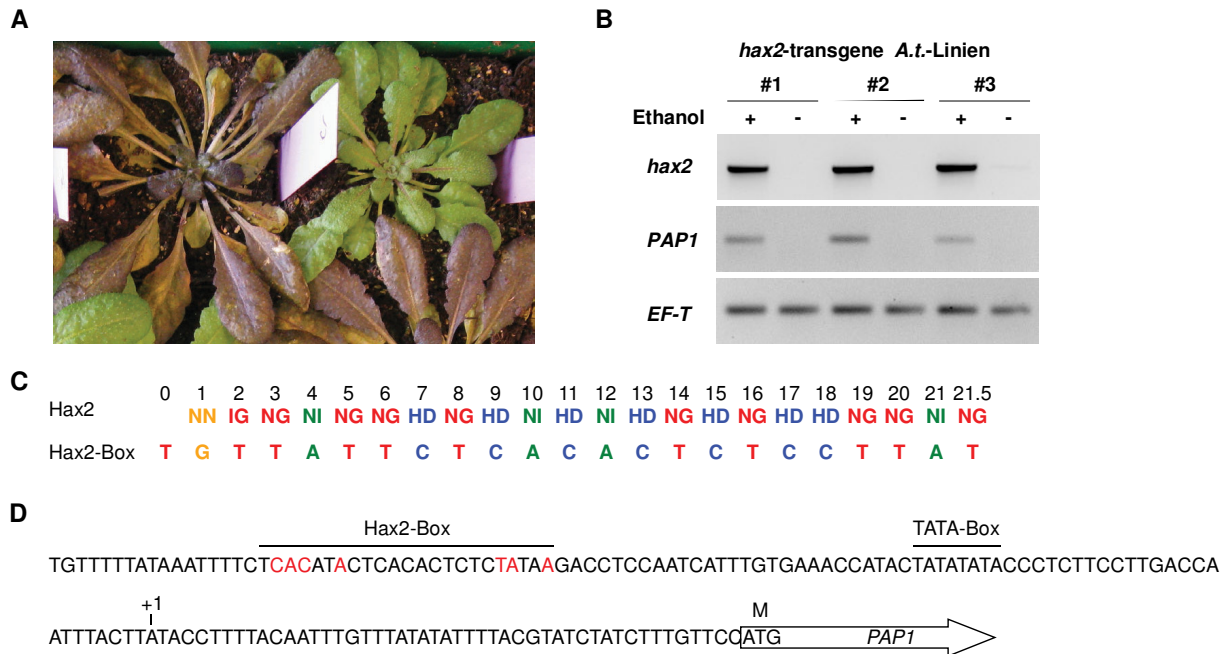 A
B
hax2-transgene A.t.-Linien
#1 #2 #3
Ethanol + - + - + -
hax2
PAP1
EF-T
C
0 1 2 3 4 5 6 7 8 9 10 11 12 13 14 15 16 17 18 19 20 21 21.5
Hax2 NN IG NG NI NG NG HD NG HD NI HD NI HD NG HD NG HD HD NG NG NI NG
Hax2-Box T G T T A T T C T C A C A C T C T C C T T A T
D
Hax2-Box TATA-Box
TGTTTTTATAAATTTTCTCACATACTCACACTCTCTATAAGACCTCCAATCATTTGTGAAACCATACTATATATACCCTCTTCCTTGACCA
+1 M
ATTTACTTATACCTTTTACAATTTGTTTATATATTTTACGTATCTATCTTTGTTCCATG PAP1